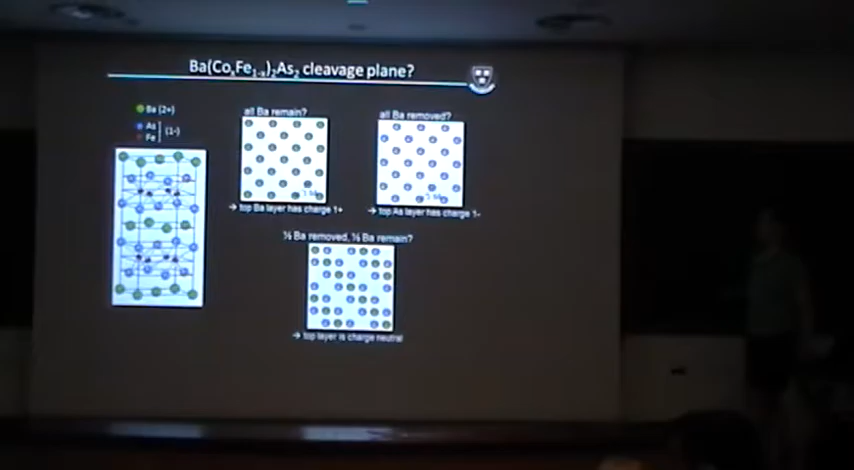 Ba(CoₓFe₁₋ₓ)₂As₂ cleavage plane?
Ba (2+)
As
Fe
(1-)
all Ba remain?
→ top Ba layer has charge 1+
all Ba removed?
→ top As layer has charge 1-
½ Ba removed, ½ Ba remain?
→ top layer is charge neutral